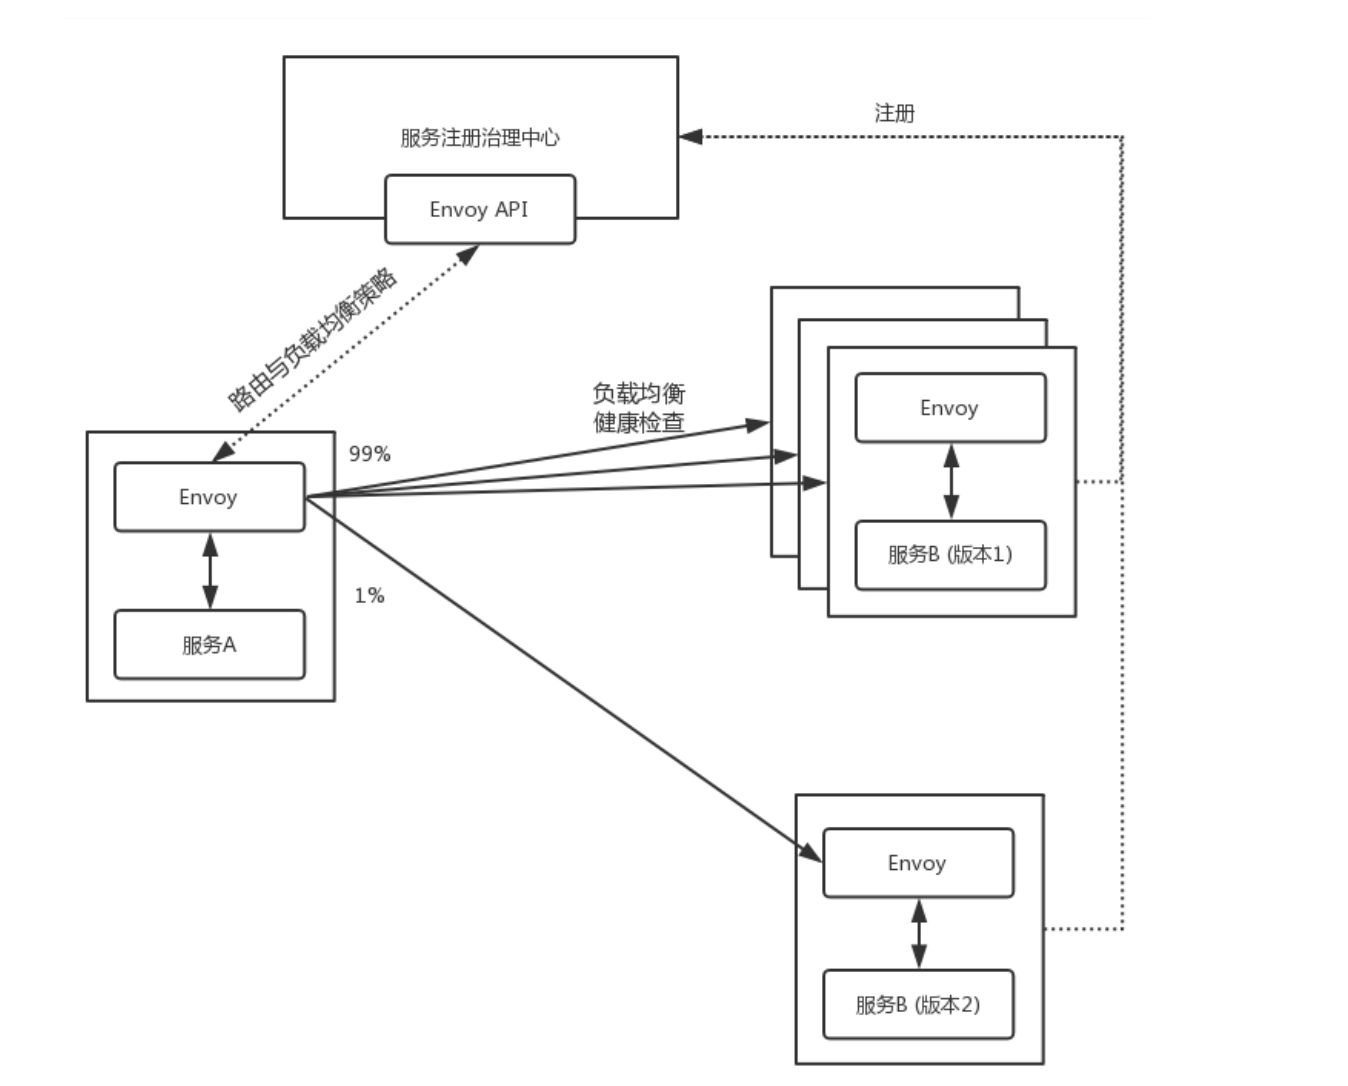 注册
服务注册治理中心
Envoy API
路由与负载均衡策略
负载均衡
健康检查
Envoy
99%
Envoy
服务B (版本1)
1%
服务A
Envoy
服务B (版本2)